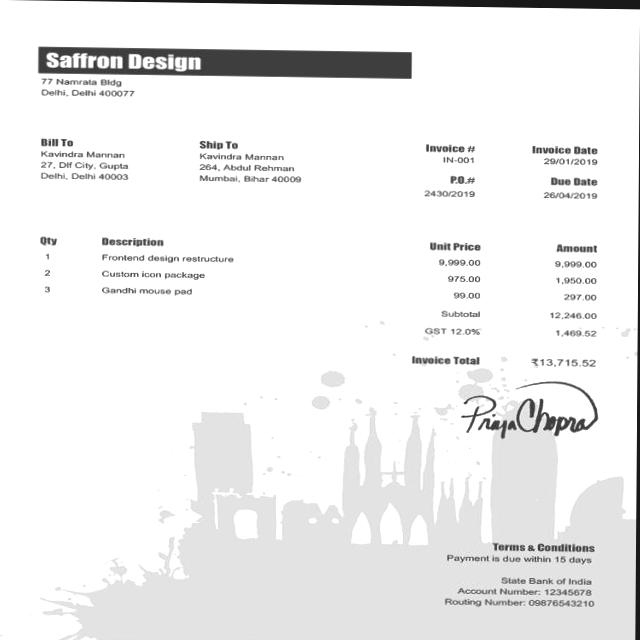 Saffron Design
77 Namrata Bldg
Delhi, Delhi 400077
Bill To
Kavindra Mannan
27, Dlf City, Gupta
Delhi, Delhi 40003
Ship To
Kavindra Mannan
264, Abdul Rehman
Mumbai, Bihar 40009
Invoice #
IN-001
P.O.#
2430/2019
Invoice Date
29/01/2019
Due Date
26/04/2019
Qty Description Unit Price Amount
1 Frontend design restructure 9,999.00 9,999.00
2 Custom icon package 975.00 1,950.00
3 Gandhi mouse pad 99.00 297.00
Subtotal 12,246.00
GST 12.0% 1,469.52
Invoice Total ₹13,715.52
Priya Chopra
Terms & Conditions
Payment is due within 15 days
State Bank of India
Account Number: 12345678
Routing Number: 09876543210